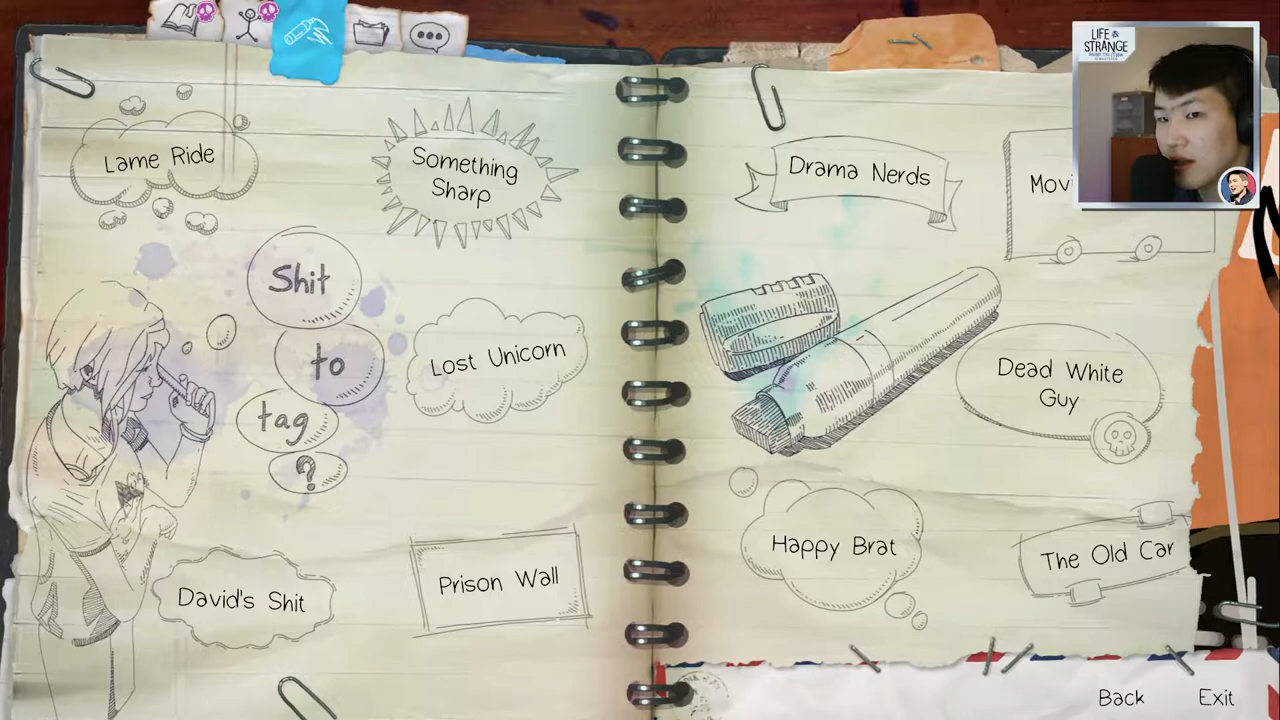 LIFE
STRANGE
Lame Ride
Something
Sharp
Drama Nerds
Movi
Shit
to
tag
?
Lost Unicorn
Dead White
Guy
David's Shit
Prison Wall
Happy Brat
The Old Car
Back
Exit